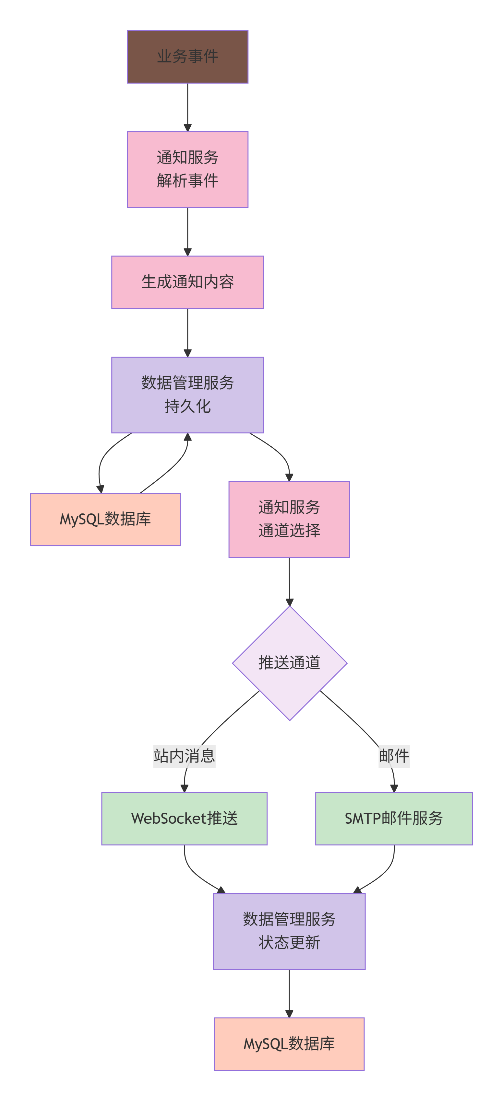 业务事件
通知服务
解析事件
生成通知内容
数据管理服务
持久化
MySQL数据库
通知服务
通道选择
推送通道
站内消息
邮件
WebSocket推送
SMTP邮件服务
数据管理服务
状态更新
MySQL数据库